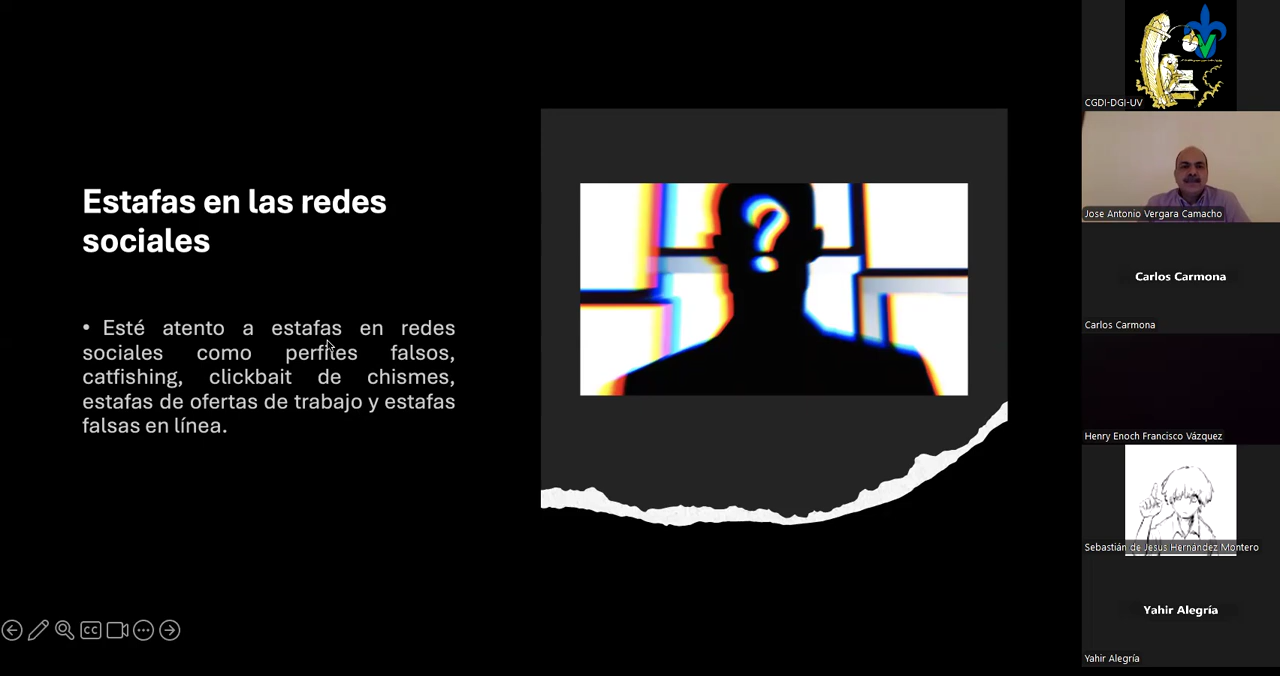 Estafas en las redes
sociales
• Esté atento a estafas en redes
sociales como perfiles falsos,
catfishing, clickbait de chismes,
estafas de ofertas de trabajo y estafas
falsas en línea.
CC
?
V
CGDI-DGI-UV
Jose Antonio Vergara Camacho
Carlos Carmona
Carlos Carmona
Henry Enoch Francisco Vázquez
Sebastián de Jesús Hernández Montero
Yahir Alegría
Yahir Alegría